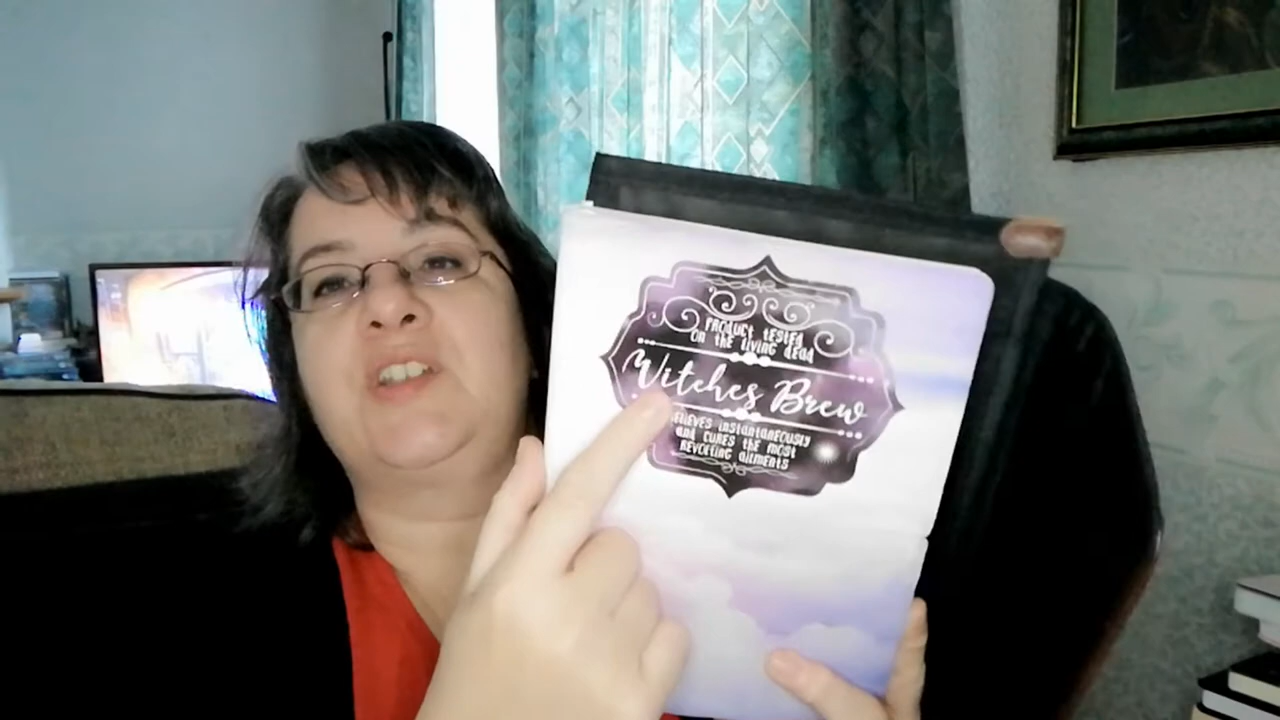 PRODUCT TESTED
ON THE LIVING DEAD
Witches Brew
RELIEVES INSTANTANEOUSLY
AND CURES THE MOST
REVOLTING AILMENTS